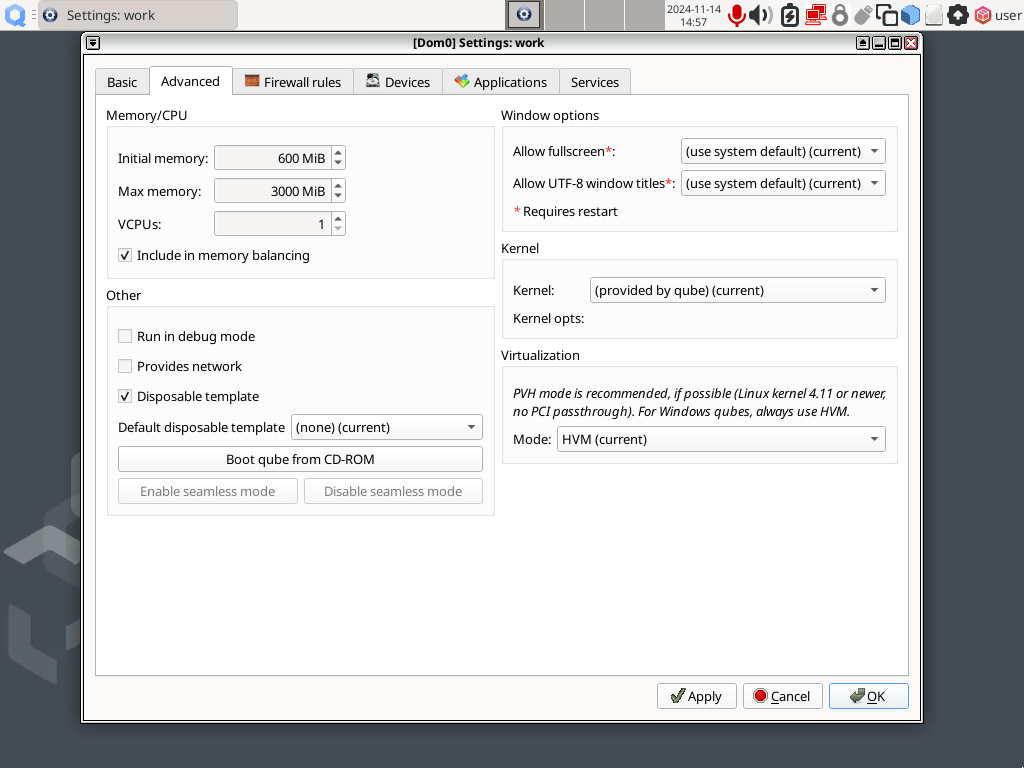 Settings: work
2024-11-14
14:57
user
[Dom0] Settings: work
Basic
Advanced
Firewall rules
Devices
Applications
Services
Memory/CPU
Initial memory:
600 MiB
Max memory:
3000 MiB
VCPUs:
1
Include in memory balancing
Other
Run in debug mode
Provides network
Disposable template
Default disposable template
(none) (current)
Boot qube from CD-ROM
Enable seamless mode
Disable seamless mode
Window options
Allow fullscreen*:
(use system default) (current)
Allow UTF-8 window titles*:
(use system default) (current)
* Requires restart
Kernel
Kernel:
(provided by qube) (current)
Kernel opts:
Virtualization
PVH mode is recommended, if possible (Linux kernel 4.11 or newer,
no PCI passthrough). For Windows qubes, always use HVM.
Mode:
HVM (current)
Apply
Cancel
OK